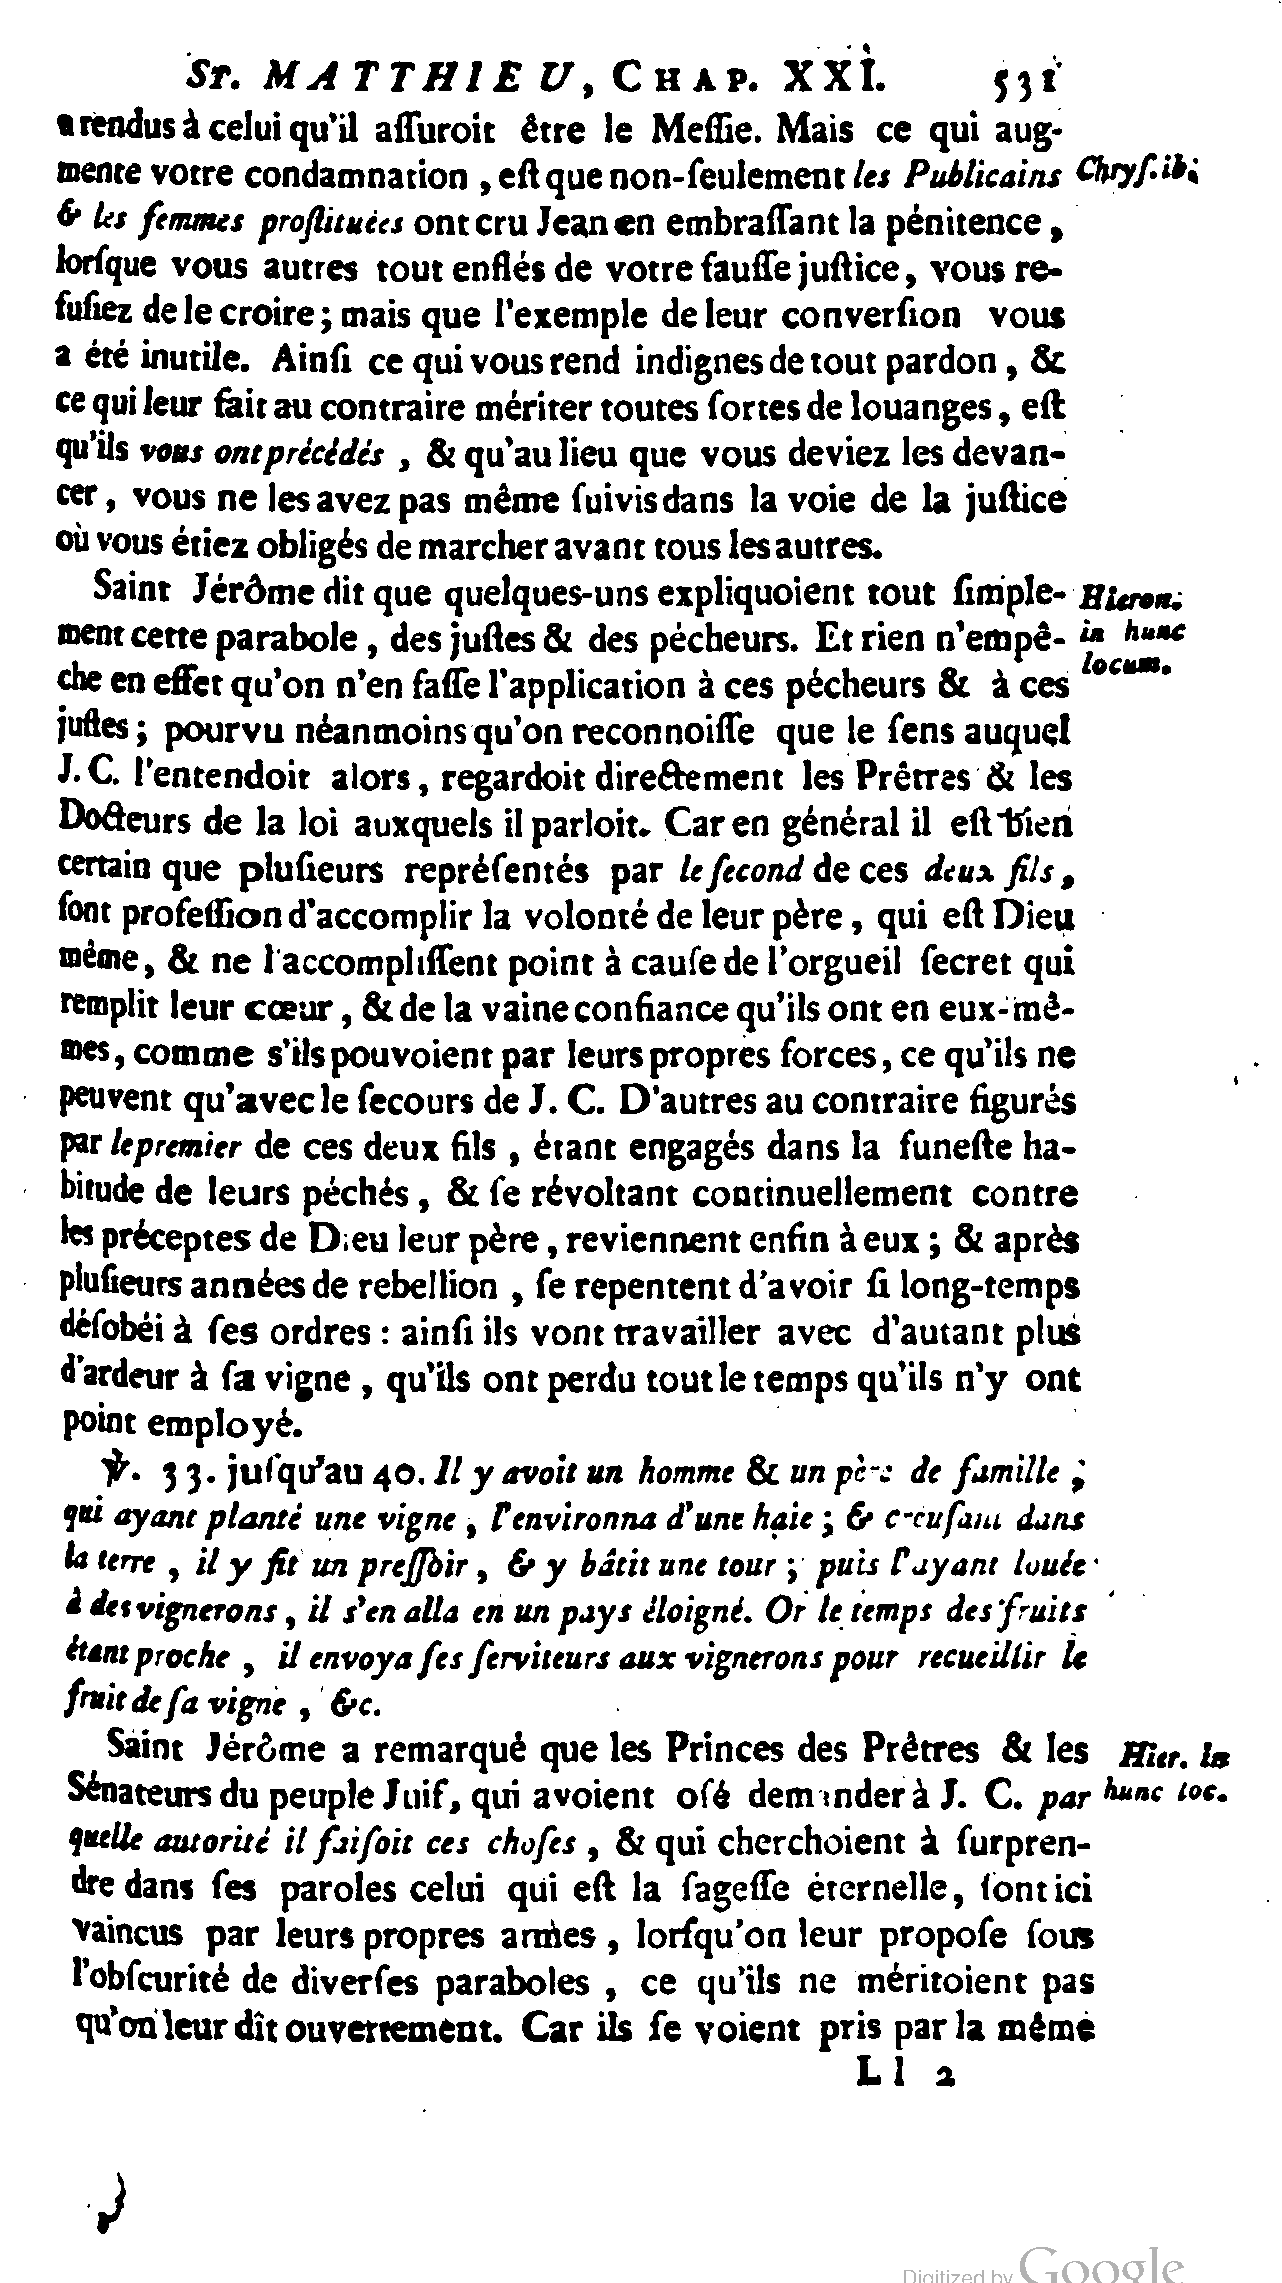 St. MATTHIEU, CHAP. XXI. 531
a rendus à celui qu'il aſſuroit être le Meſſie. Mais ce qui aug-
mente votre condamnation, eſt que non-ſeulement les Publicains
Chryſ. ibi.
& les femmes proſtituées ont cru Jean en embraſſant la pénitence,
lorſque vous autres tout enflés de votre fauſſe juſtice, vous re-
fuſiez de le croire; mais que l'exemple de leur converſion vous
a été inutile. Ainſi ce qui vous rend indignes de tout pardon, &
ce qui leur fait au contraire mériter toutes ſortes de louanges, eſt
qu'ils vous ont précédés, & qu'au lieu que vous deviez les devan-
cer, vous ne les avez pas même ſuivis dans la voie de la juſtice
où vous étiez obligés de marcher avant tous les autres.
Saint Jérôme dit que quelques-uns expliquoient tout ſimple-
Hieron.
in hunc
locum.
ment cette parabole, des juſtes & des pécheurs. Et rien n'empê-
che en effet qu'on n'en faſſe l'application à ces pécheurs & à ces
juſtes; pourvu néanmoins qu'on reconnoiſſe que le ſens auquel
J. C. l'entendoit alors, regardoit directement les Prêtres & les
Docteurs de la loi auxquels il parloit. Car en général il eſt bien
certain que pluſieurs repréſentés par le ſecond de ces deux fils,
font profeſſion d'accomplir la volonté de leur père, qui eſt Dieu
même, & ne l'accompliſſent point à cauſe de l'orgueil ſecret qui
remplit leur cœur, & de la vaine confiance qu'ils ont en eux-mê-
mes, comme s'ils pouvoient par leurs propres forces, ce qu'ils ne
peuvent qu'avec le ſecours de J. C. D'autres au contraire figurés
par le premier de ces deux fils, étant engagés dans la funeſte ha-
bitude de leurs péchés, & ſe révoltant continuellement contre
les préceptes de Dieu leur père, reviennent enfin à eux; & après
pluſieurs années de rebellion, ſe repentent d'avoir ſi long-temps
déſobéi à ſes ordres: ainſi ils vont travailler avec d'autant plus
d'ardeur à ſa vigne, qu'ils ont perdu tout le temps qu'ils n'y ont
point employé.
℣. 33. juſqu'au 40. Il y avoit un homme & un père de famille;
qui ayant planté une vigne, l'environna d'une haie; & creuſant dans
la terre, il y fit un preſſoir, & y bâtit une tour; puis l'ayant louée
à des vignerons, il s'en alla en un pays éloigné. Or le temps des fruits
étant proche, il envoya ſes ſerviteurs aux vignerons pour recueillir le
fruit de ſa vigne, &c.
Saint Jérôme a remarqué que les Princes des Prêtres & les
Hier. in
hunc loc.
Sénateurs du peuple Juif, qui avoient oſé demander à J. C. par
quelle autorité il faiſoit ces choſes, & qui cherchoient à ſurpren-
dre dans ſes paroles celui qui eſt la ſageſſe éternelle, ſont ici
vaincus par leurs propres armes, lorſqu'on leur propoſe ſous
l'obſcurité de diverſes paraboles, ce qu'ils ne méritoient pas
qu'on leur dît ouvertement. Car ils ſe voient pris par la même
Ll 2
Digitized by Google